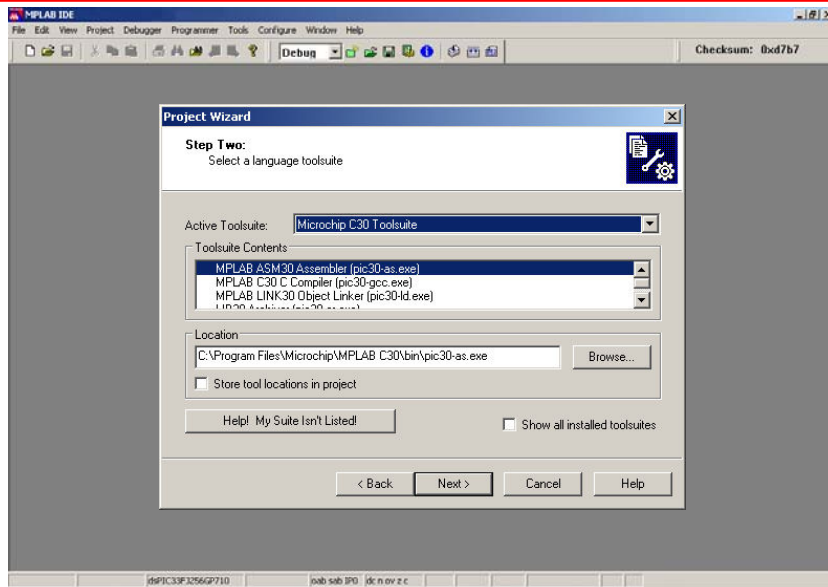 MPLAB IDE
File Edit View Project Debugger Programmer Tools Configure Window Help
Debug
Checksum: 0xd7b7
Project Wizard
Step Two:
Select a language toolsuite
Active Toolsuite: Microchip C30 Toolsuite
Toolsuite Contents
MPLAB ASM30 Assembler (pic30-as.exe)
MPLAB C30 C Compiler (pic30-gcc.exe)
MPLAB LINK30 Object Linker (pic30-ld.exe)
Location
C:\Program Files\Microchip\MPLAB C30\bin\pic30-as.exe Browse...
Store tool locations in project
Help! My Suite Isn't Listed! Show all installed toolsuites
< Back Next > Cancel Help
dsPIC33FJ256GP710 oab sab IP0 dc n ov z c